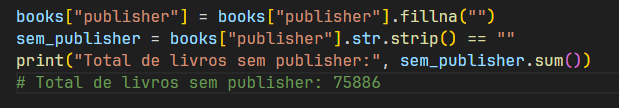 books["publisher"] = books["publisher"].fillna("")
sem_publisher = books["publisher"].str.strip() == ""
print("Total de livros sem publisher:", sem_publisher.sum())
# Total de livros sem publisher: 75886